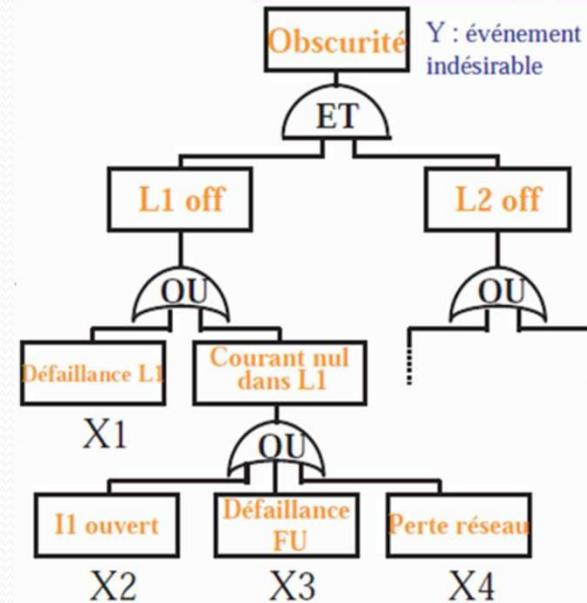 Obscurité
Y : événement
indésirable
ET
L1 off
L2 off
OU
OU
Défaillance L1
Courant nul
dans L1
X1
OU
I1 ouvert
Défaillance
FU
Perte réseau
X2
X3
X4